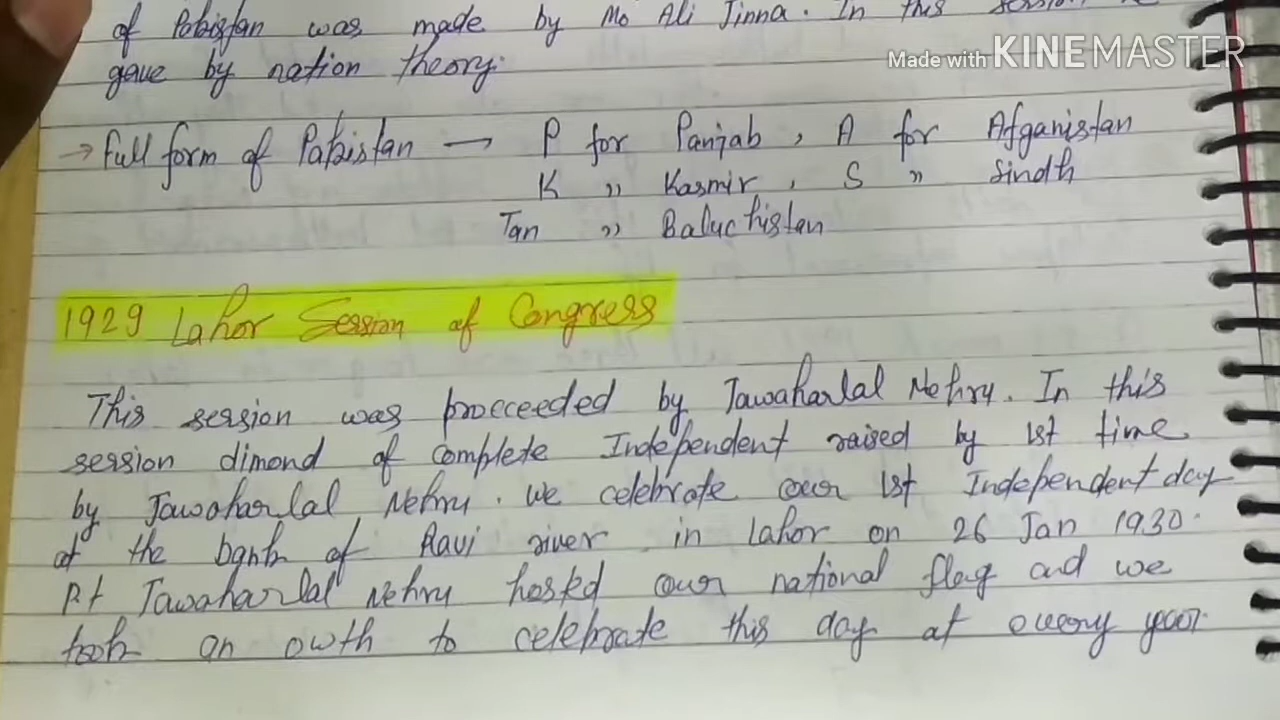 of Pakistan was made by Mo Ali Jinna. In this session he
Made with KINEMASTER
gave by nation theory.
→ Full form of Pakistan — P for Panjab, A for Afganistan
K " Kasmir, S " Sindh
Tan " Baluchistan
1929 Lahor Session of Congress
This session was procceeded by Jawaharlal Nehru. In this
session dimond of complete Independent raised by 1st time
by Jawaharlal Nehru. We celebrate our 1st Independent day
at the bank of Ravi river in Lahor on 26 Jan 1930.
Pt Jawaharlal Nehru hosted our national flag and we
took an owth to celebrate this day at every year.